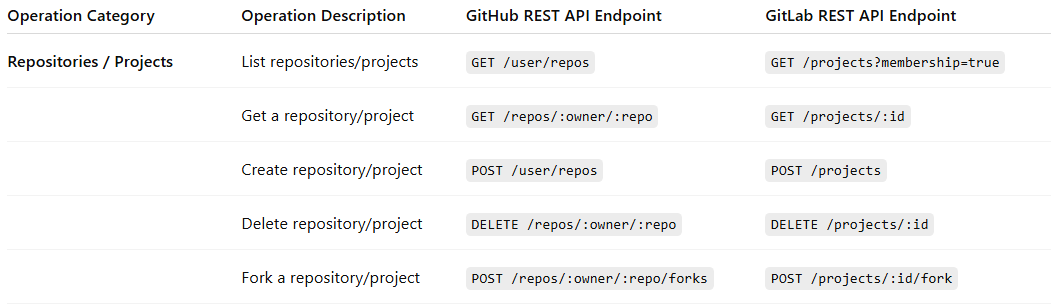 Operation Category Operation Description GitHub REST API Endpoint GitLab REST API Endpoint
Repositories / Projects List repositories/projects GET /user/repos GET /projects?membership=true
Get a repository/project GET /repos/:owner/:repo GET /projects/:id
Create repository/project POST /user/repos POST /projects
Delete repository/project DELETE /repos/:owner/:repo DELETE /projects/:id
Fork a repository/project POST /repos/:owner/:repo/forks POST /projects/:id/fork